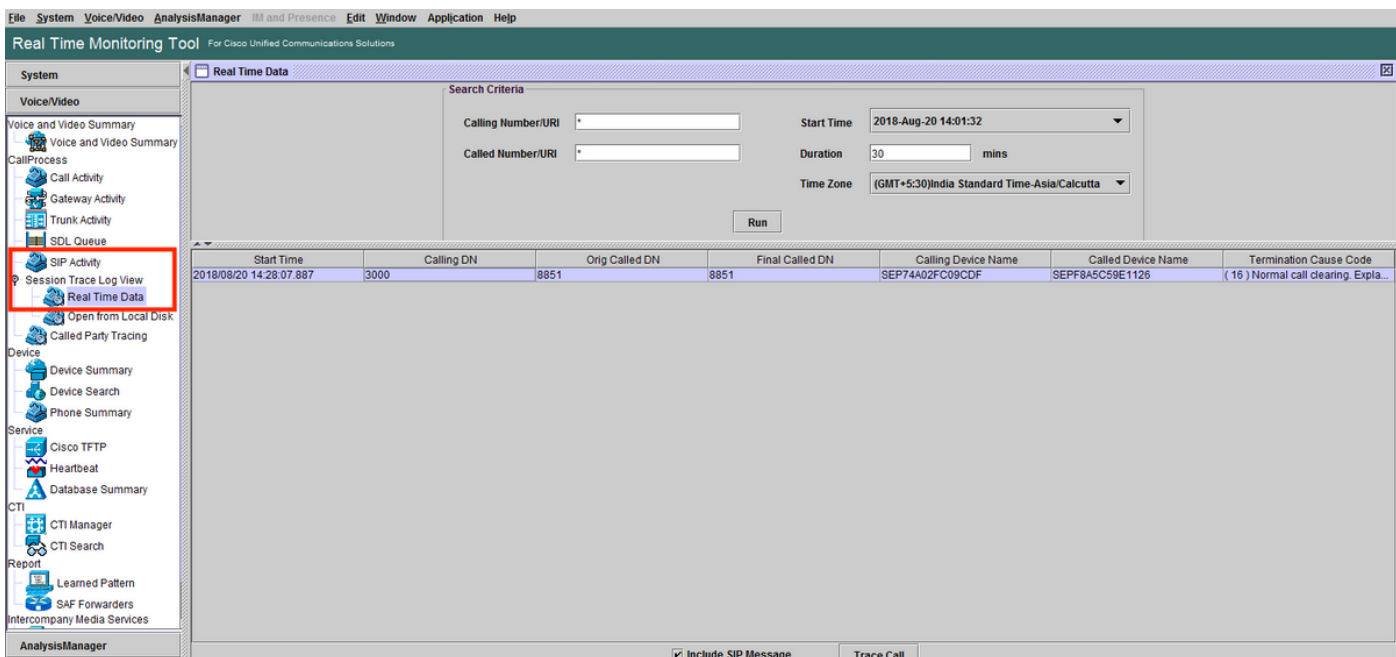 File System Voice/Video AnalysisManager IM and Presence Edit Window Application Help
Real Time Monitoring Tool For Cisco Unified Communications Solutions
System
Voice/Video
Voice and Video Summary
Voice and Video Summary
CallProcess
Call Activity
Gateway Activity
Trunk Activity
SDL Queue
SIP Activity
Session Trace Log View
Real Time Data
Open from Local Disk
Called Party Tracing
Device
Device Summary
Device Search
Phone Summary
Service
Cisco TFTP
Heartbeat
Database Summary
CTI
CTI Manager
CTI Search
Report
Learned Pattern
SAF Forwarders
Intercompany Media Services
AnalysisManager
Real Time Data
Search Criteria
Calling Number/URI * Start Time 2018-Aug-20 14:01:32
Called Number/URI * Duration 30 mins
Time Zone (GMT+5:30)India Standard Time-Asia/Calcutta
Run
Start Time Calling DN Orig Called DN Final Called DN Calling Device Name Called Device Name Termination Cause Code
2018/08/20 14:28:07.887 3000 8851 8851 SEP74A02FC09CDF SEPF8A5C59E1126 ( 16 ) Normal call clearing. Expla...
Include SIP Message Trace Call